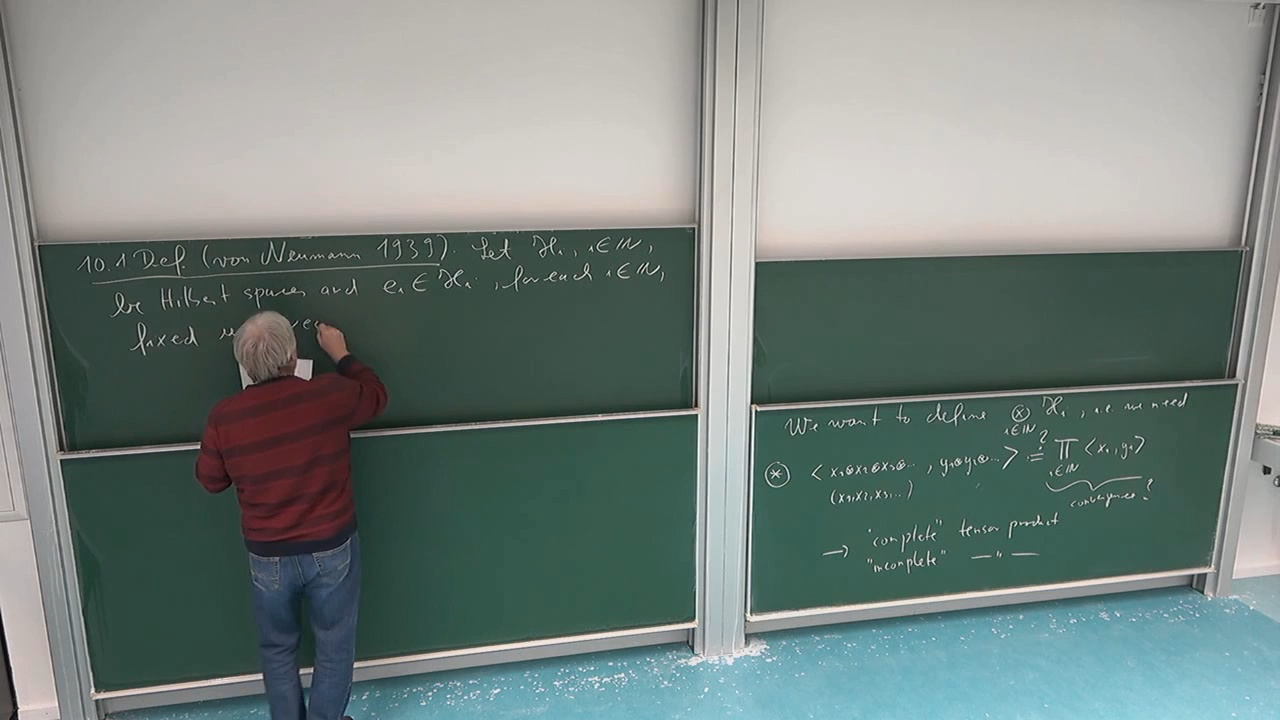 10.1 Def. (von Neumann 1939). Let ℋᵢ, i∈ℕ,
be Hilbert spaces and eᵢ ∈ ℋᵢ, for each i∈ℕ,
fixed
We want to define ⊗ ℋᵢ, i.e. we need
i∈ℕ
(*) < x₁⊗x₂⊗x₃⊗..., y₁⊗y₂⊗... > ≔ ∏ <xᵢ, yᵢ>
?
i∈ℕ
(x₁,x₂,x₃,..)
convergence?
→ "complete" tensor product
"incomplete" —"—